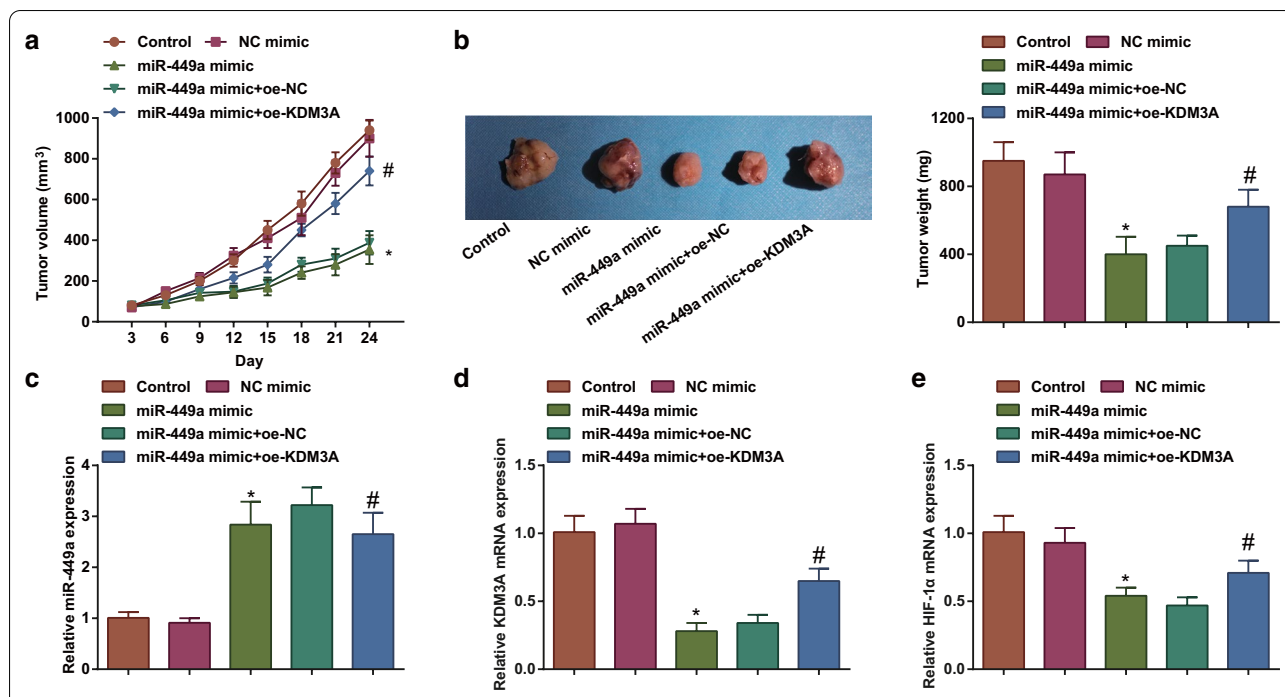 a
Control NC mimic
miR-449a mimic
miR-449a mimic+oe-NC
miR-449a mimic+oe-KDM3A
Tumor volume (mm³)
1000
800
600
400
200
0
#
*
3 6 9 12 15 18 21 24
Day
b
Control
NC mimic
miR-449a mimic
miR-449a mimic+oe-NC
miR-449a mimic+oe-KDM3A
Control NC mimic
miR-449a mimic
miR-449a mimic+oe-NC
miR-449a mimic+oe-KDM3A
Tumor weight (mg)
1200
900
600
400
0
*
#
c
Control NC mimic
miR-449a mimic
miR-449a mimic+oe-NC
miR-449a mimic+oe-KDM3A
Relative miR-449a expression
4
3
2
1
0
*
#
d
Control NC mimic
miR-449a mimic
miR-449a mimic+oe-NC
miR-449a mimic+oe-KDM3A
Relative KDM3A mRNA expression
1.5
1.0
0.5
0.0
*
#
e
Control NC mimic
miR-449a mimic
miR-449a mimic+oe-NC
miR-449a mimic+oe-KDM3A
Relative HIF-1α mRNA expression
1.5
1.0
0.5
0.0
*
#